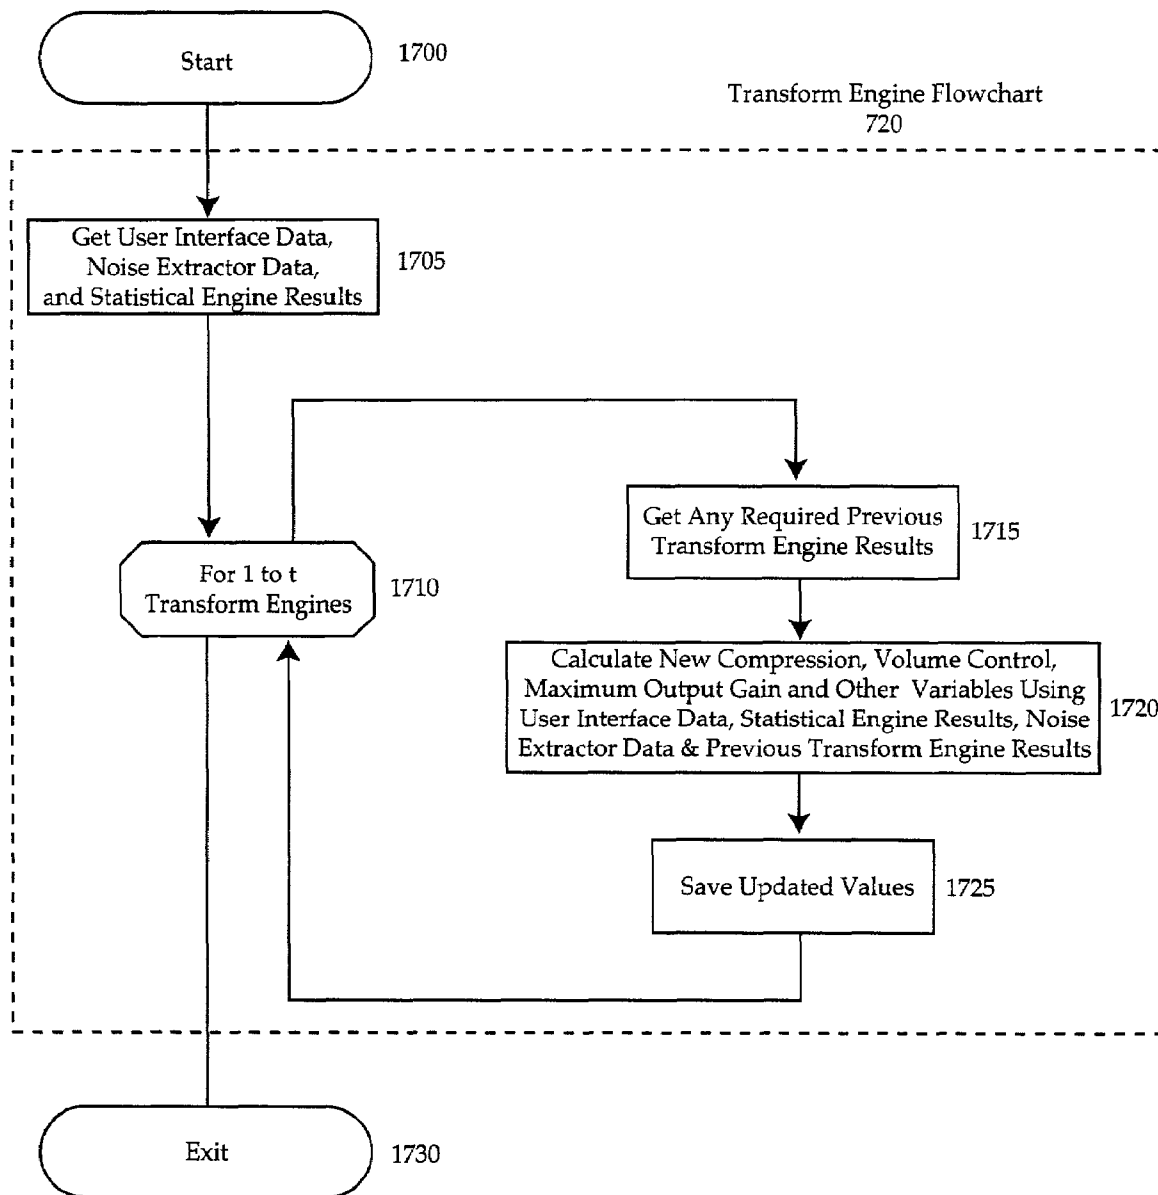 Start
1700
Transform Engine Flowchart
720
Get User Interface Data,
Noise Extractor Data,
and Statistical Engine Results
1705
For 1 to t
Transform Engines
1710
Get Any Required Previous
Transform Engine Results
1715
Calculate New Compression, Volume Control,
Maximum Output Gain and Other Variables Using
User Interface Data, Statistical Engine Results, Noise
Extractor Data & Previous Transform Engine Results
1720
Save Updated Values
1725
Exit
1730